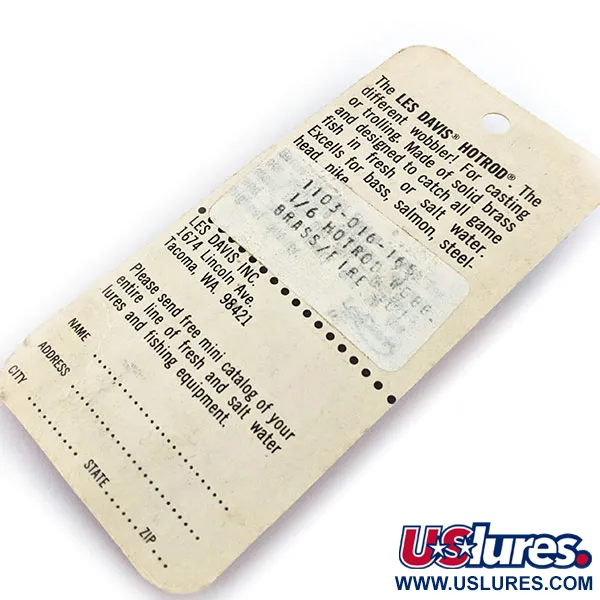 The LES DAVIS® HOTROD®. The
different wobbler! For casting
or trolling. Made of solid brass
and designed to catch all game
fish in fresh or salt water.
Excells for bass, salmon, steel-
head, pike
1103-016-165
1/6 HOTROD
BRASS/FIRE
LES DAVIS INC.
1674 Lincoln Ave.
Tacoma, WA. 98421
Please send free mini catalog of your
entire line of fresh and salt water
lures and fishing equipment.
NAME
ADDRESS
CITY STATE ZIP
USlures.
WWW.USLURES.COM